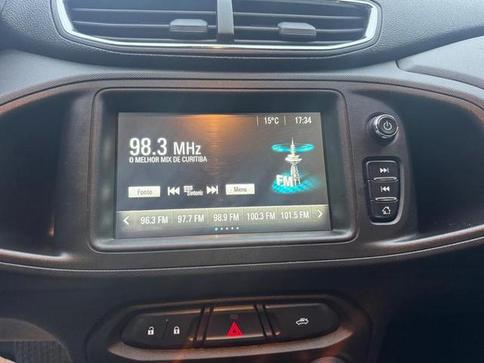 15°C 17:34
98.3 MHz
O MELHOR MIX DE CURITIBA
FM
Fonte Sintonia Menu
96.3 FM 97.7 FM 98.9 FM 100.3 FM 101.5 FM